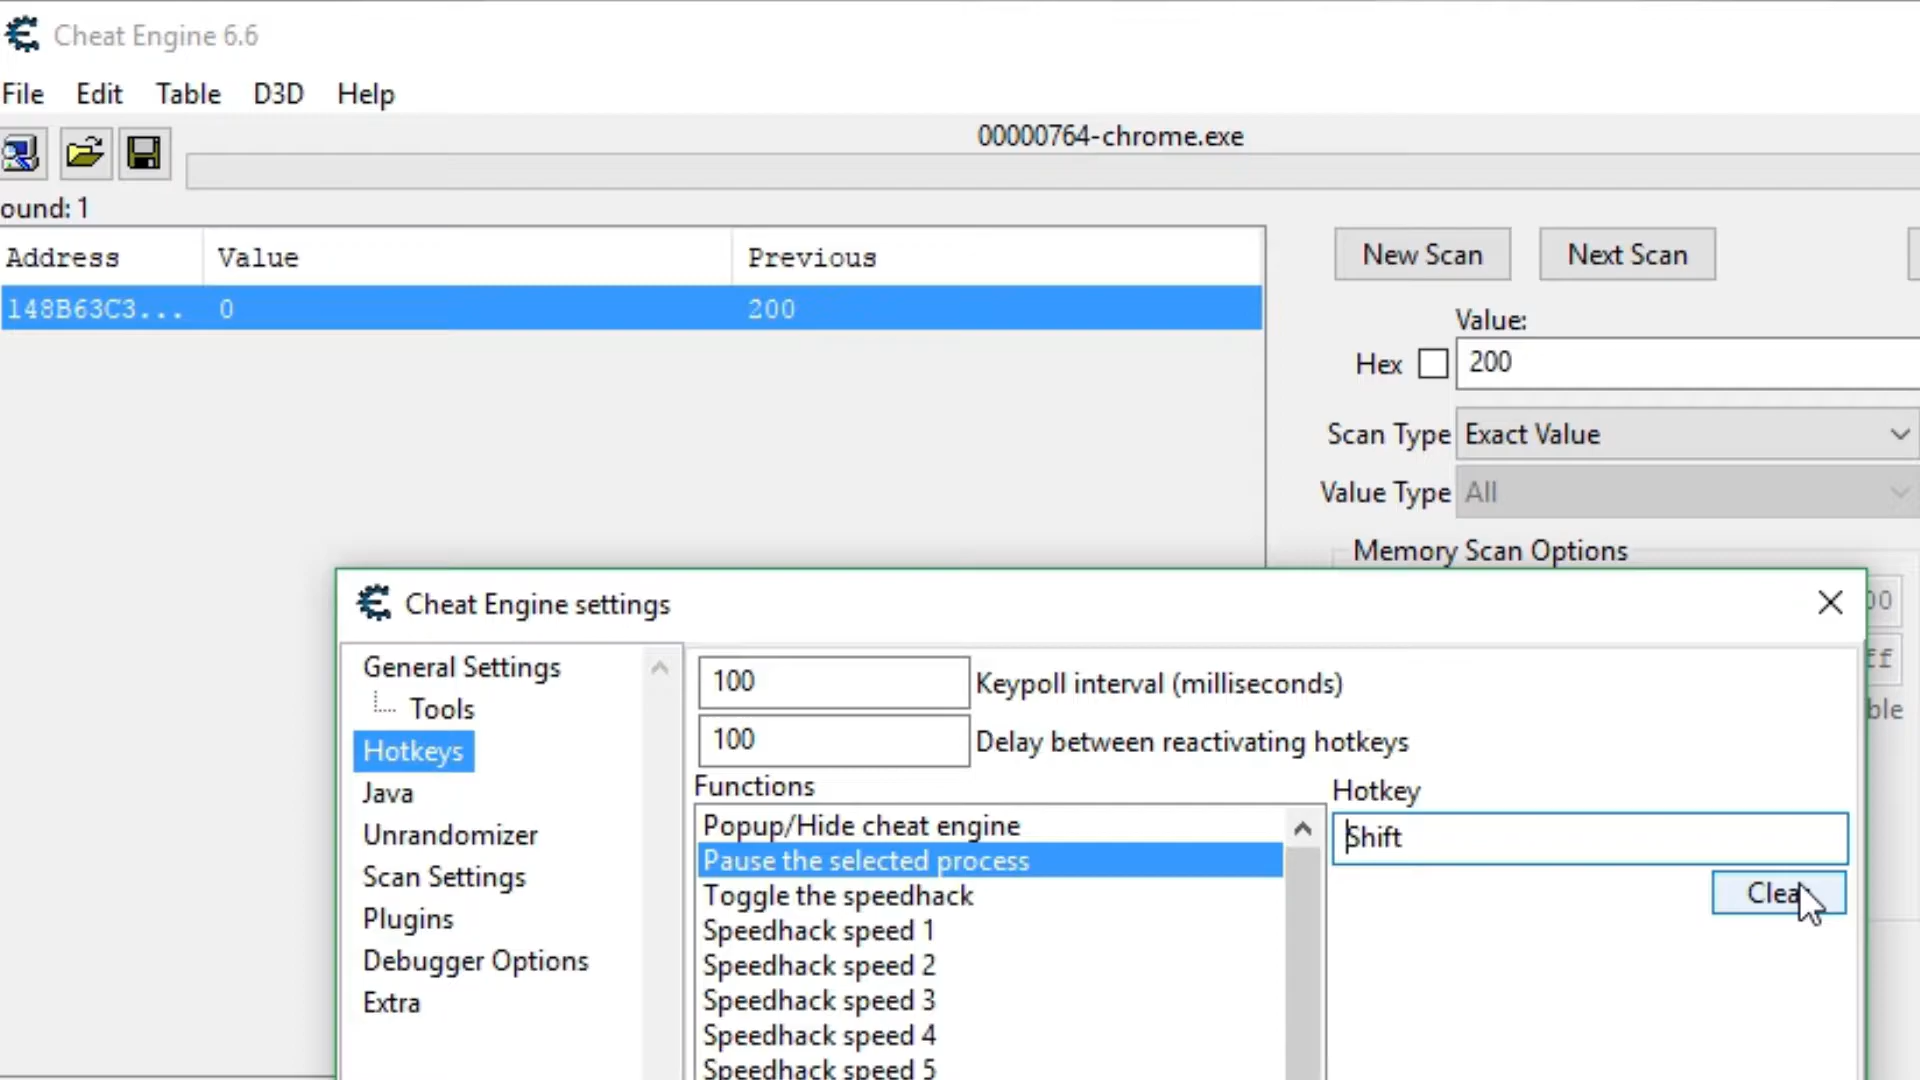 Cheat Engine 6.6
File Edit Table D3D Help
00000764-chrome.exe
ound: 1
Address Value Previous
148B63C3... 0 200
New Scan Next Scan
Value:
Hex 200
Scan Type Exact Value
Value Type All
Memory Scan Options
00
ff
ble
Cheat Engine settings
General Settings
Tools
Hotkeys
Java
Unrandomizer
Scan Settings
Plugins
Debugger Options
Extra
100 Keypoll interval (milliseconds)
100 Delay between reactivating hotkeys
Functions
Popup/Hide cheat engine
Pause the selected process
Toggle the speedhack
Speedhack speed 1
Speedhack speed 2
Speedhack speed 3
Speedhack speed 4
Speedhack speed 5
Hotkey
Shift
Clea